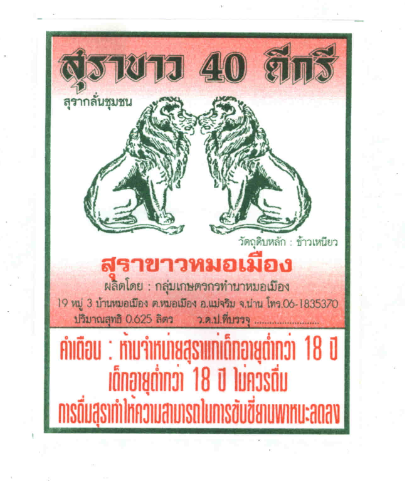 สุราขาว 40 ดีกรี
สุรากลั่นชุมชน
วัตถุดิบหลัก : ข้าวเหนียว
สุราขาวหมอเมือง
ผลิตโดย : กลุ่มเกษตรกรทำนาหมอเมือง
19 หมู่ 3 บ้านหมอเมือง ต.หมอเมือง อ.แม่จริม จ.น่าน โทร.06-1835370
ปริมาณสุทธิ 0.625 ลิตร ว.ด.ป.ที่บรรจุ ......................
คำเตือน : ห้ามจำหน่ายสุราแก่เด็กอายุต่ำกว่า 18 ปี
เด็กอายุต่ำกว่า 18 ปี ไม่ควรดื่ม
การดื่มสุราทำให้ความสามารถในการขับขี่ยานพาหนะลดลง